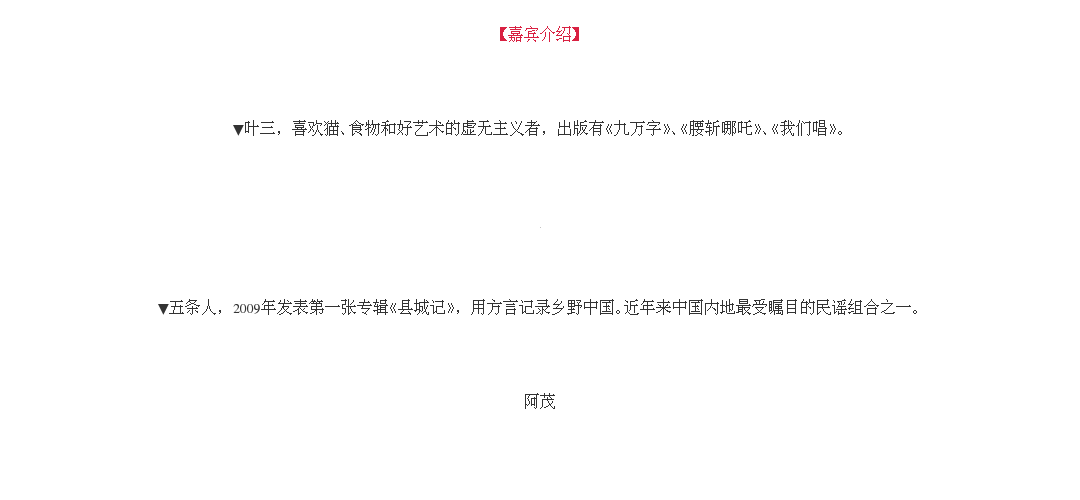 【嘉宾介绍】
▼叶三，喜欢猫、食物和好艺术的虚无主义者，出版有《九万字》、《腰斩哪吒》、《我们唱》。
▼五条人，2009年发表第一张专辑《县城记》，用方言记录乡野中国。近年来中国内地最受瞩目的民谣组合之一。
阿茂